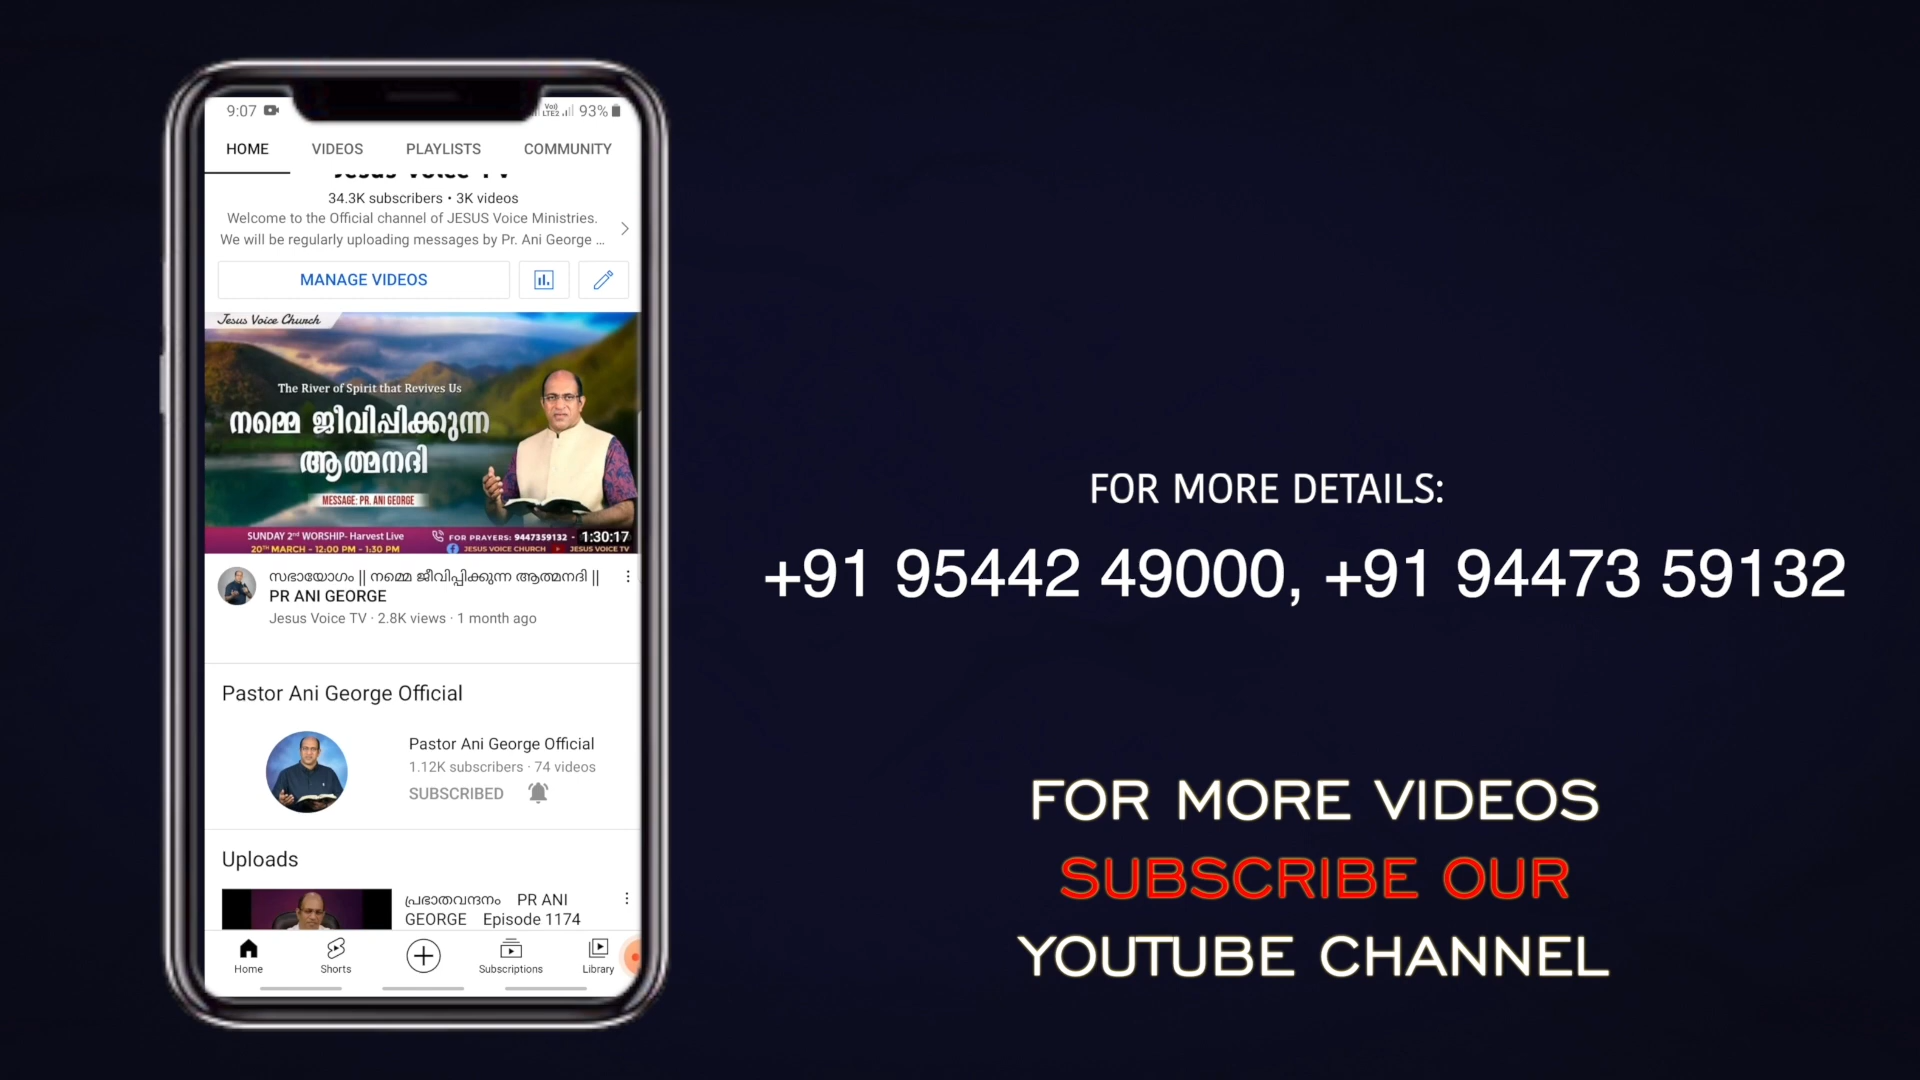 9:07
Vo)) LTE2 93%
HOME VIDEOS PLAYLISTS COMMUNITY
Jesus Voice TV
34.3K subscribers • 3K videos
Welcome to the Official channel of JESUS Voice Ministries.
We will be regularly uploading messages by Pr. Ani George ...
MANAGE VIDEOS
Jesus Voice Church
The River of Spirit that Revives Us
നമ്മെ ജീവിപ്പിക്കുന്ന
ആത്മനദി
MESSAGE: PR. ANI GEORGE
SUNDAY 2nd WORSHIP- Harvest Live
20TH MARCH - 12:00 PM - 1:30 PM
FOR PRAYERS: 9447359132 -
1:30:17
JESUS VOICE CHURCH JESUS VOICE TV
സഭായോഗം || നമ്മെ ജീവിപ്പിക്കുന്ന ആത്മനദി ||
PR ANI GEORGE
Jesus Voice TV · 2.8K views · 1 month ago
Pastor Ani George Official
Pastor Ani George Official
1.12K subscribers · 74 videos
SUBSCRIBED
Uploads
പ്രഭാതവന്ദനം PR ANI
GEORGE Episode 1174
Home Shorts Subscriptions Library
FOR MORE DETAILS:
+91 95442 49000, +91 94473 59132
FOR MORE VIDEOS
SUBSCRIBE OUR
YOUTUBE CHANNEL